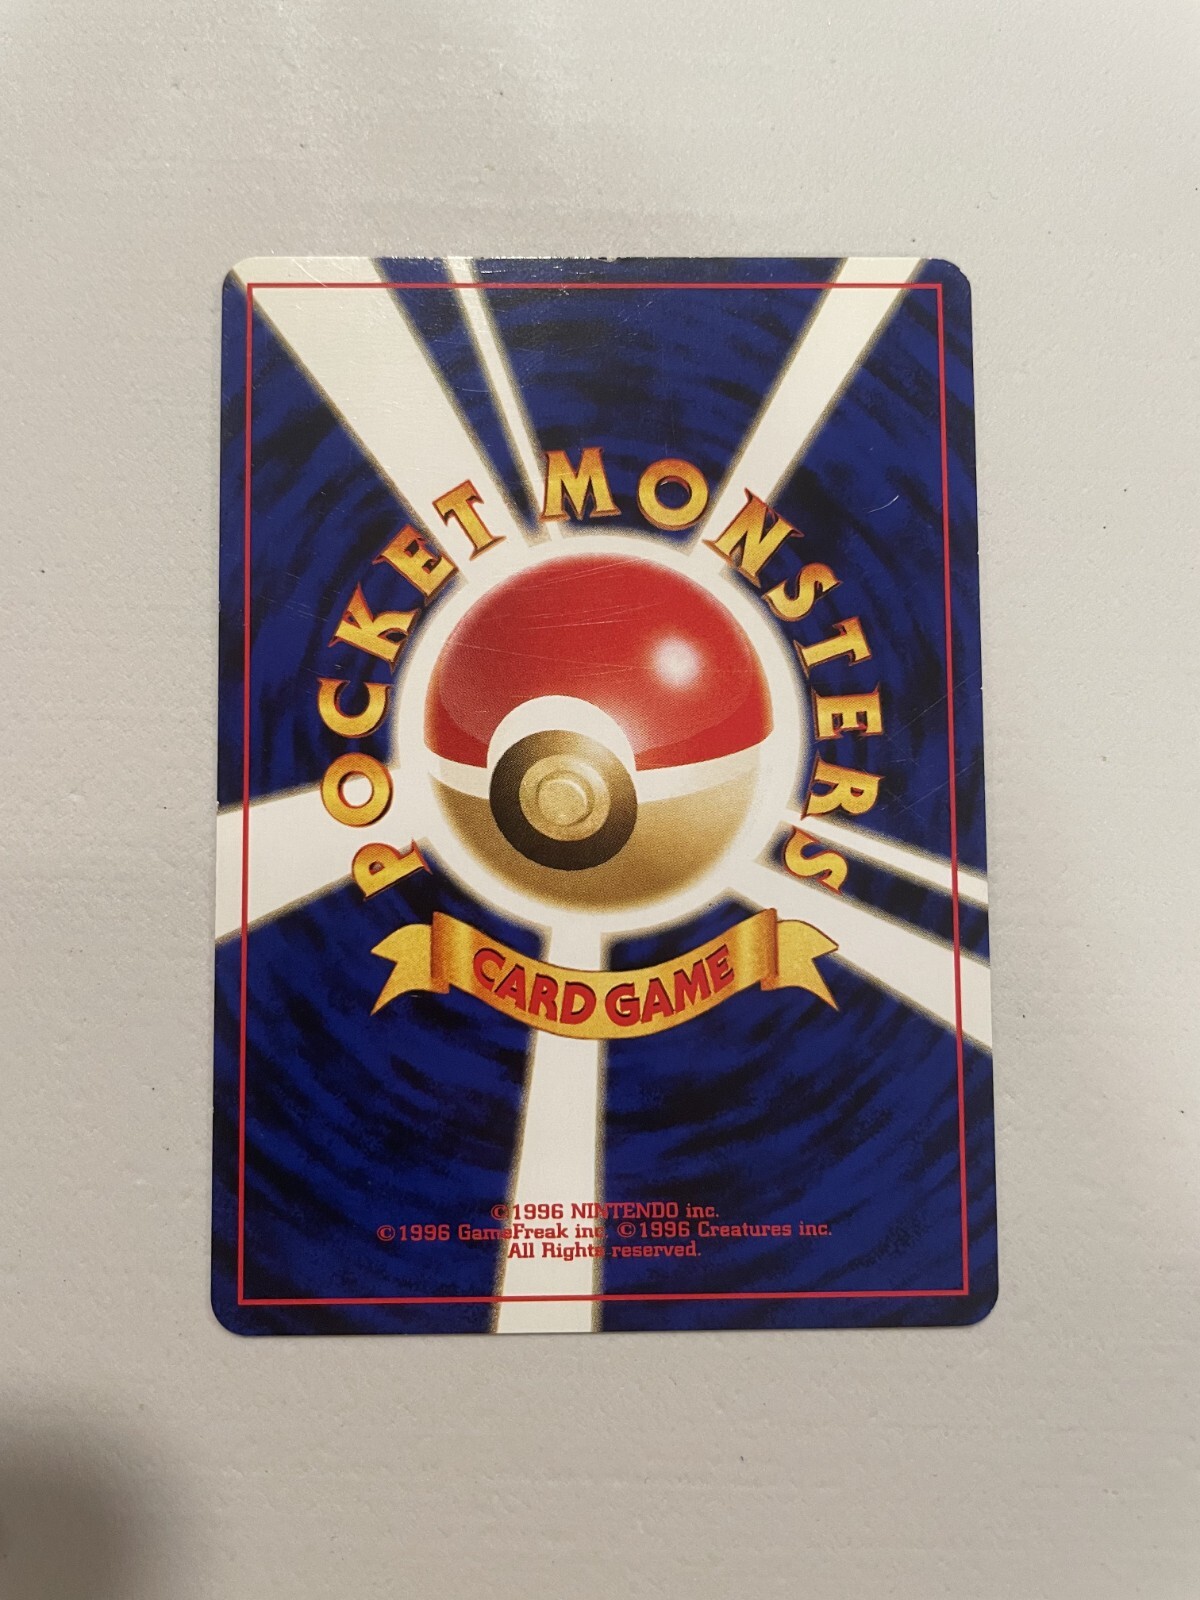 POCKET MONSTERS
CARD GAME
©1996 NINTENDO inc.
©1996 GameFreak inc. ©1996 Creatures inc.
All Rights reserved.